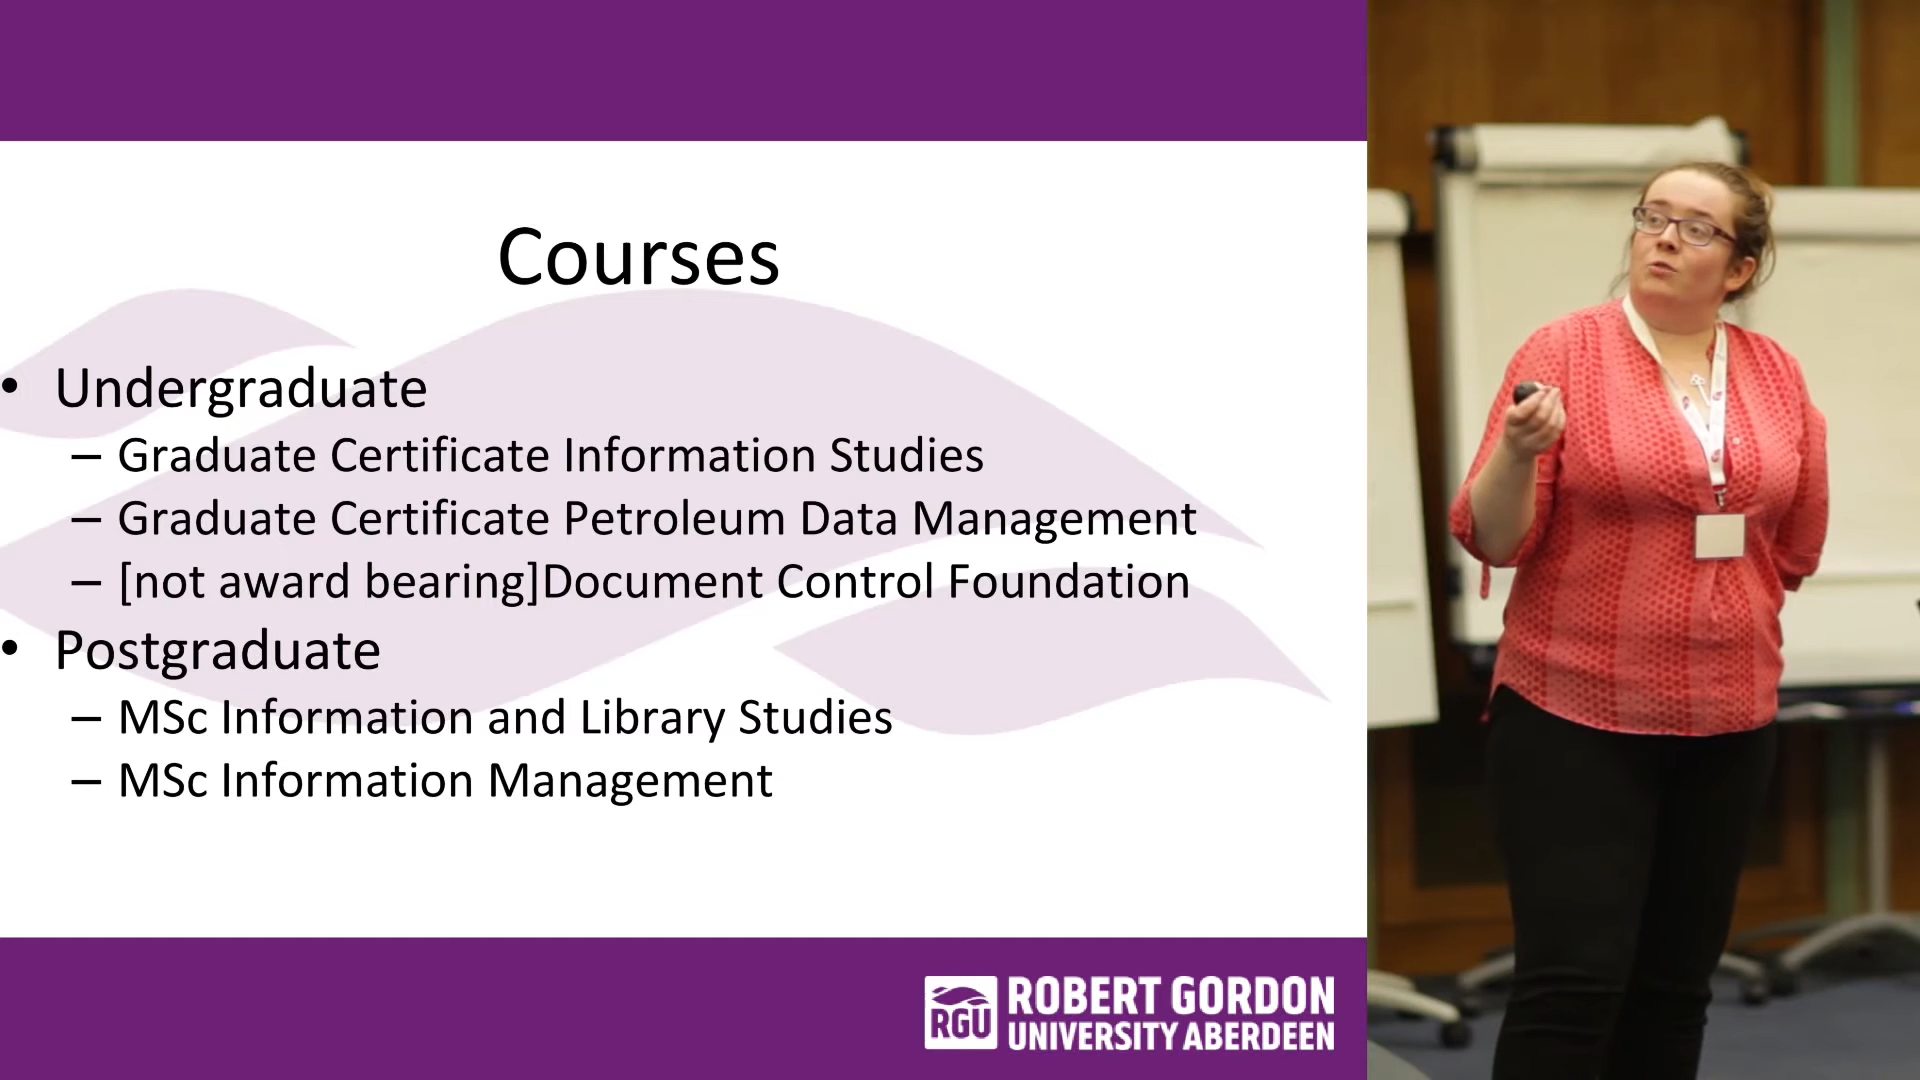 Courses
• Undergraduate
– Graduate Certificate Information Studies
– Graduate Certificate Petroleum Data Management
– [not award bearing]Document Control Foundation
• Postgraduate
– MSc Information and Library Studies
– MSc Information Management
RGU
ROBERT GORDON
UNIVERSITY ABERDEEN